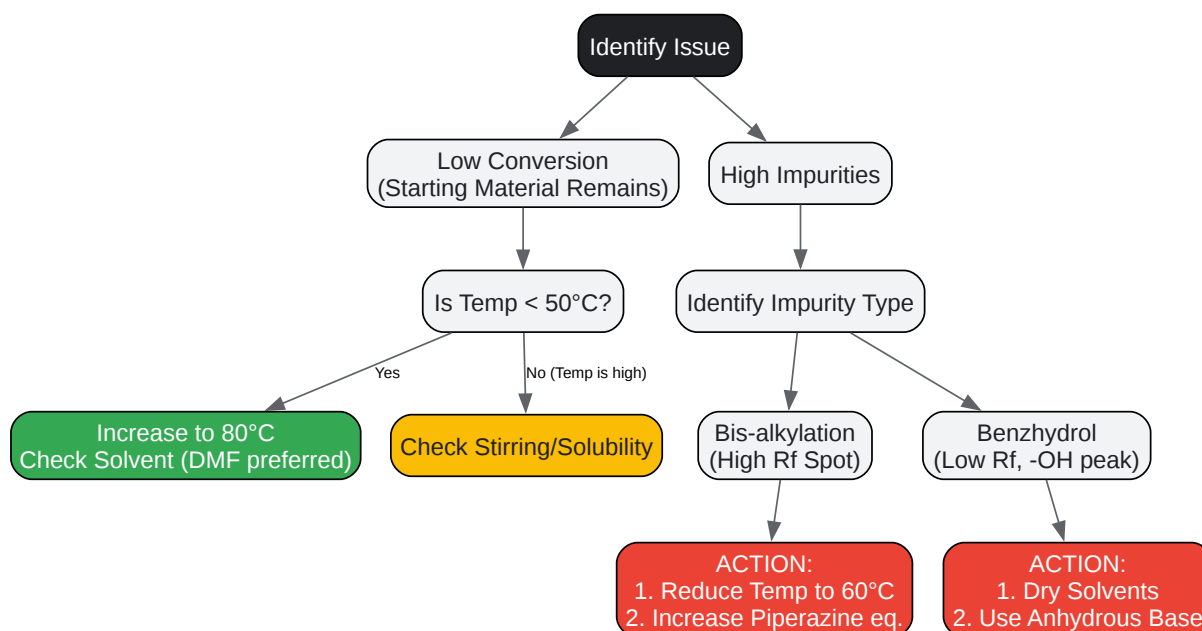 Identify Issue
Low Conversion
(Starting Material Remains)
High Impurities
Is Temp < 50°C?
Identify Impurity Type
Yes
No (Temp is high)
Increase to 80°C
Check Solvent (DMF preferred)
Check Stirring/Solubility
Bis-alkylation
(High Rf Spot)
Benzhydrol
(Low Rf, -OH peak)
ACTION:
1. Reduce Temp to 60°C
2. Increase Piperazine eq.
ACTION:
1. Dry Solvents
2. Use Anhydrous Base